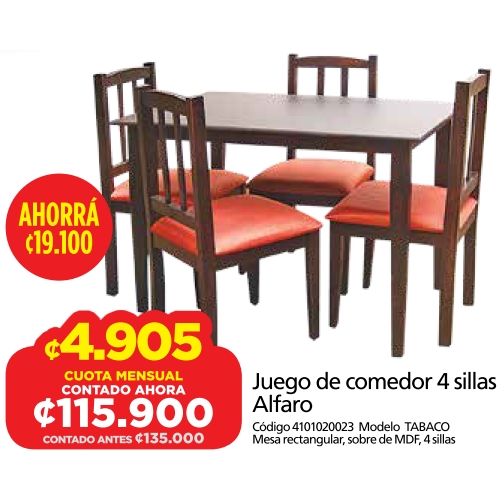 AHORRÁ
¢19.100
¢4.905
CUOTA MENSUAL
CONTADO AHORA
¢115.900
CONTADO ANTES ¢135.000
Juego de comedor 4 sillas
Alfaro
Código 4101020023 Modelo TABACO
Mesa rectangular, sobre de MDF, 4 sillas